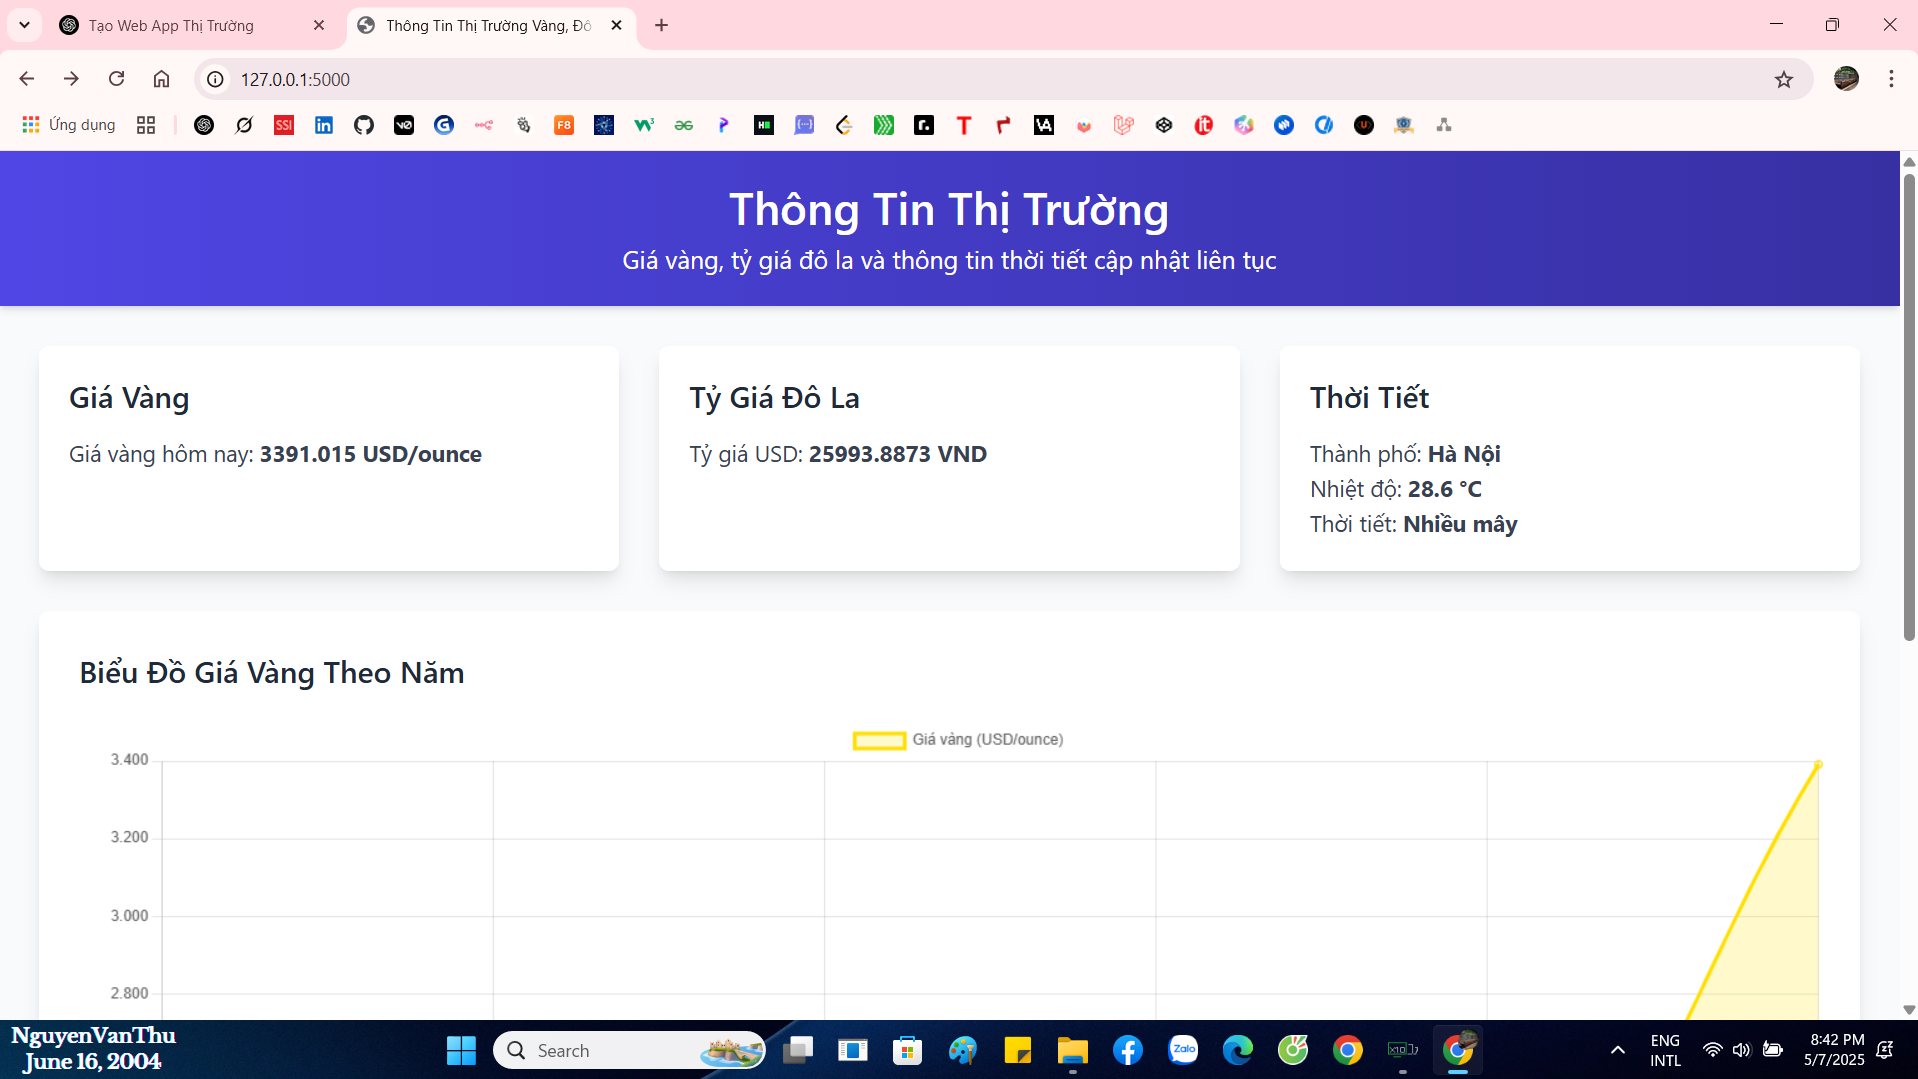 Tạo Web App Thị Trường
Thông Tin Thị Trường Vàng, Đô
127.0.0.1:5000
Ứng dụng
SSI
F8
Thông Tin Thị Trường
Giá vàng, tỷ giá đô la và thông tin thời tiết cập nhật liên tục
Giá Vàng
Giá vàng hôm nay: 3391.015 USD/ounce
Tỷ Giá Đô La
Tỷ giá USD: 25993.8873 VND
Thời Tiết
Thành phố: Hà Nội
Nhiệt độ: 28.6 °C
Thời tiết: Nhiều mây
Biểu Đồ Giá Vàng Theo Năm
Giá vàng (USD/ounce)
3.400
3.200
3.000
2.800
NguyenVanThu
June 16, 2004
Search
Zalo
ENG
INTL
8:42 PM
5/7/2025